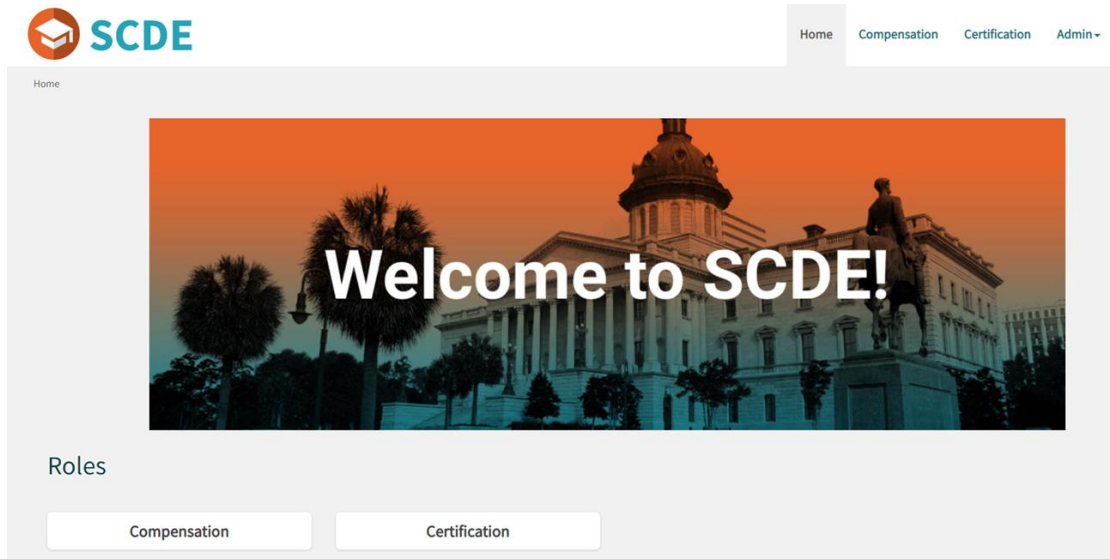 SCDE
Home Compensation Certification Admin
Home
Welcome to SCDE!
Roles
Compensation Certification